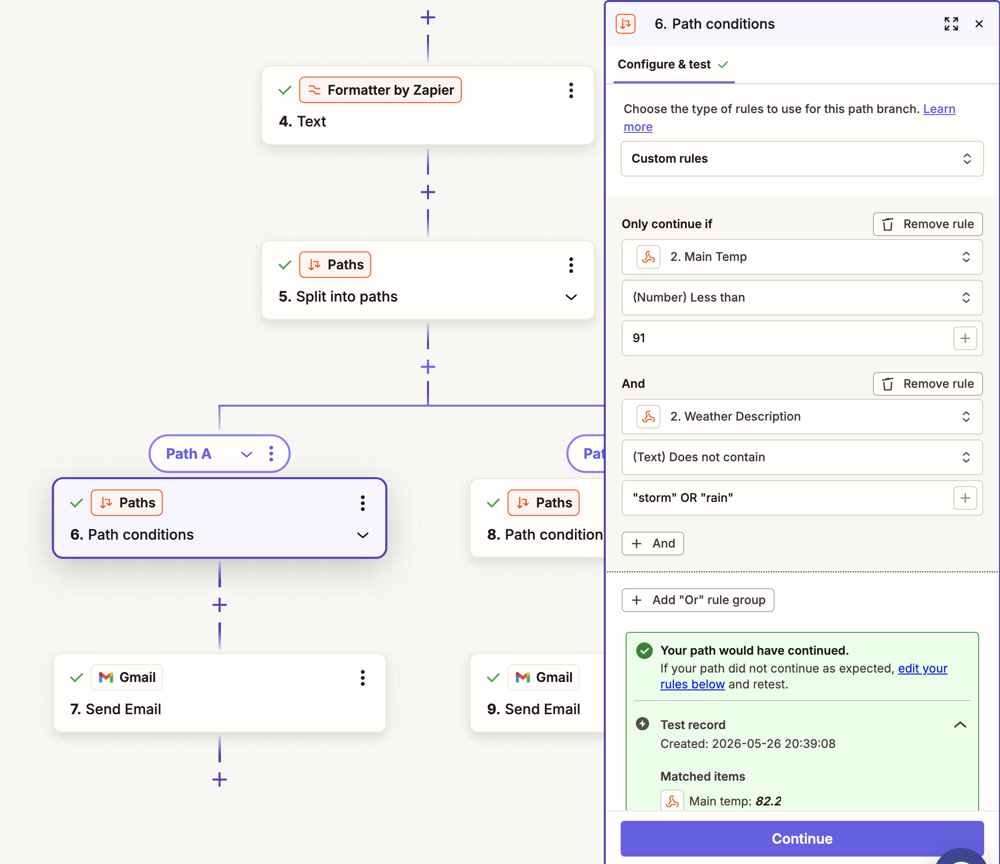 Formatter by Zapier
4. Text
Paths
5. Split into paths
Path A
Pat
Paths
6. Path conditions
Paths
8. Path condition
Gmail
7. Send Email
Gmail
9. Send Email
6. Path conditions
Configure & test
Choose the type of rules to use for this path branch. Learn
more
Custom rules
Only continue if
Remove rule
2. Main Temp
(Number) Less than
91
And
Remove rule
2. Weather Description
(Text) Does not contain
"storm" OR "rain"
And
Add "Or" rule group
Your path would have continued.
If your path did not continue as expected, edit your
rules below and retest.
Test record
Created: 2026-05-26 20:39:08
Matched items
Main temp: 82.2
Continue